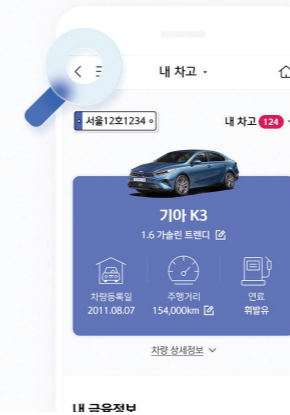 내 차고
서울12호1234
내 차고 124
기아 K3
1.6 가솔린 트렌디
차량등록일 주행거리 연료
2011.08.07 154,000km 휘발유
차량 상세정보
내 금융정보